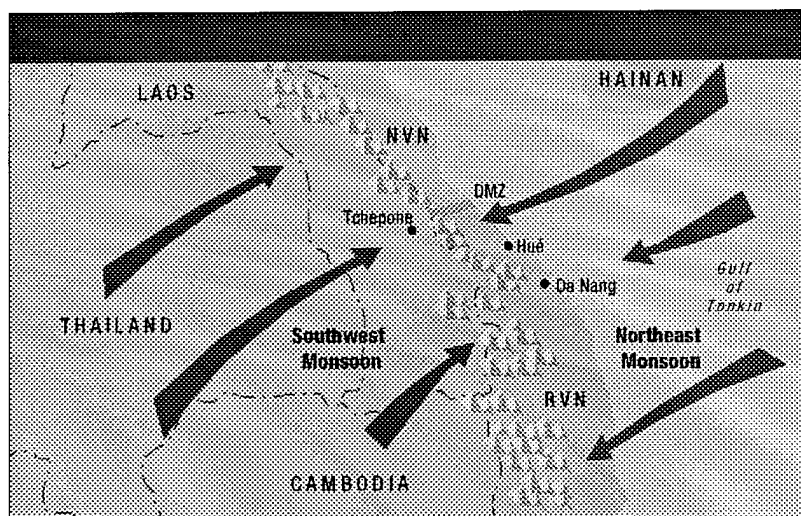 LAOS
HAINAN
NVN
DMZ
Tchepone
Hué
Da Nang
Gulf
of
Tonkin
THAILAND
Southwest
Monsoon
Northeast
Monsoon
RVN
CAMBODIA